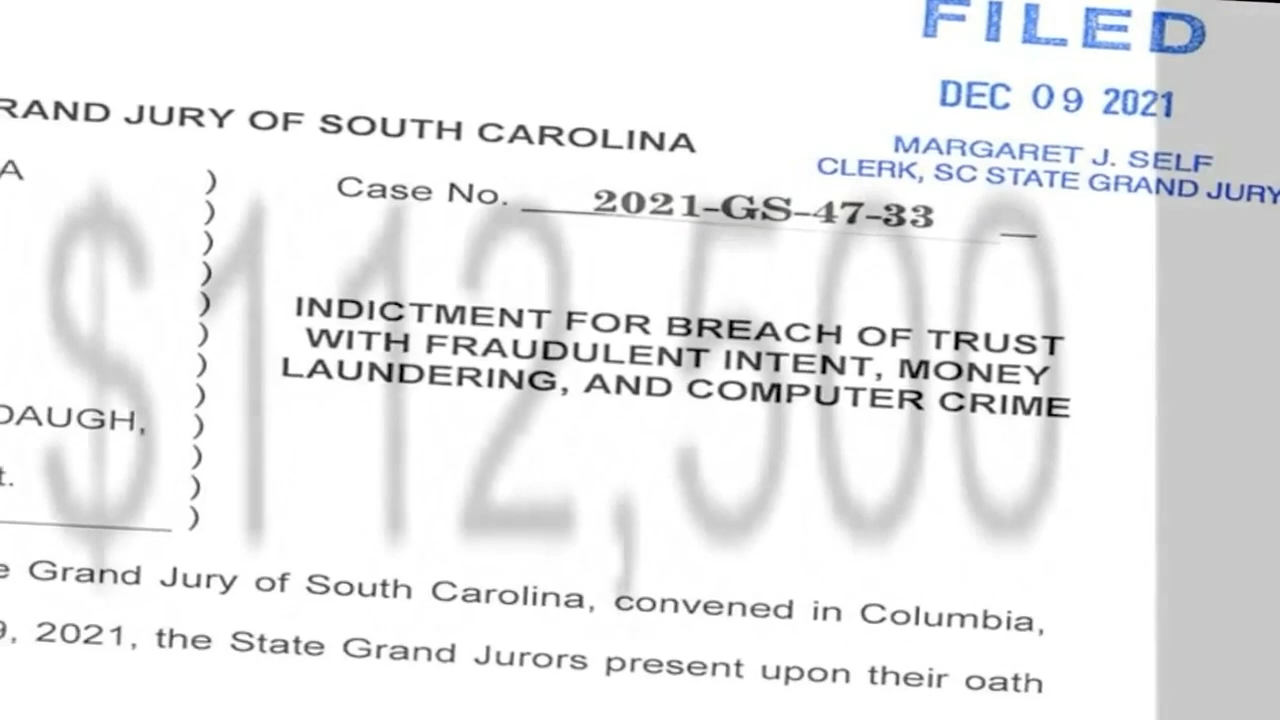 FILED
DEC 09 2021
MARGARET J. SELF
CLERK, SC STATE GRAND JURY
RAND JURY OF SOUTH CAROLINA
A
Case No. 2021-GS-47-33
$112,500
INDICTMENT FOR BREACH OF TRUST
WITH FRAUDULENT INTENT, MONEY
LAUNDERING, AND COMPUTER CRIME
DAUGH,
t.
e Grand Jury of South Carolina, convened in Columbia,
9, 2021, the State Grand Jurors present upon their oath